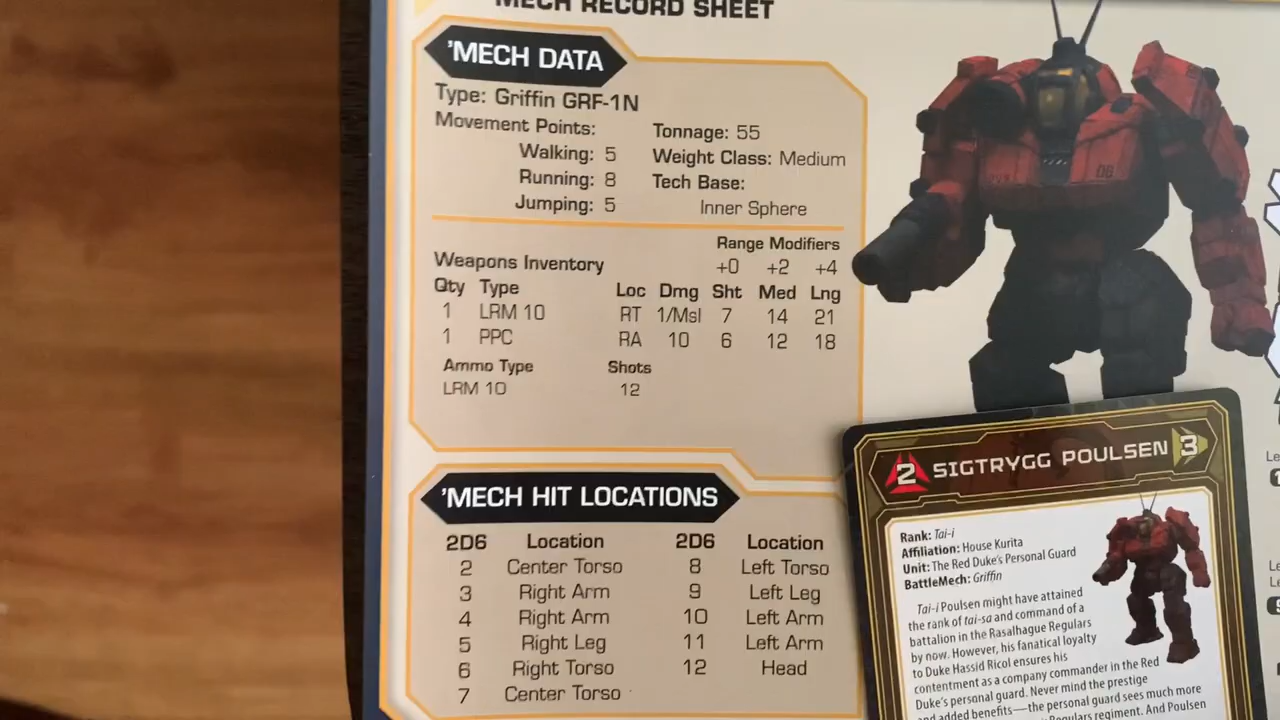 MECH RECORD SHEET
'MECH DATA
Type: Griffin GRF-1N
Movement Points:
Walking: 5
Running: 8
Jumping: 5
Tonnage: 55
Weight Class: Medium
Tech Base:
Inner Sphere
Range Modifiers
Weapons Inventory +0 +2 +4
Qty Type Loc Dmg Sht Med Lng
1 LRM 10 RT 1/Msl 7 14 21
1 PPC RA 10 6 12 18
Ammo Type Shots
LRM 10 12
'MECH HIT LOCATIONS
2D6 Location 2D6 Location
2 Center Torso 8 Left Torso
3 Right Arm 9 Left Leg
4 Right Arm 10 Left Arm
5 Right Leg 11 Left Arm
6 Right Torso 12 Head
7 Center Torso
2 SIGTRYGG POULSEN 3
Rank: Tai-i
Affiliation: House Kurita
Unit: The Red Duke's Personal Guard
BattleMech: Griffin
Tai-i Poulsen might have attained
the rank of tai-sa and command of a
battalion in the Rasalhague Regulars
by now. However, his fanatical loyalty
to Duke Hassid Ricol ensures his
contentment as a company commander in the Red
Duke's personal guard. Never mind the prestige
and added benefits—the personal guard sees much more
Regulars regiment. And Poulsen